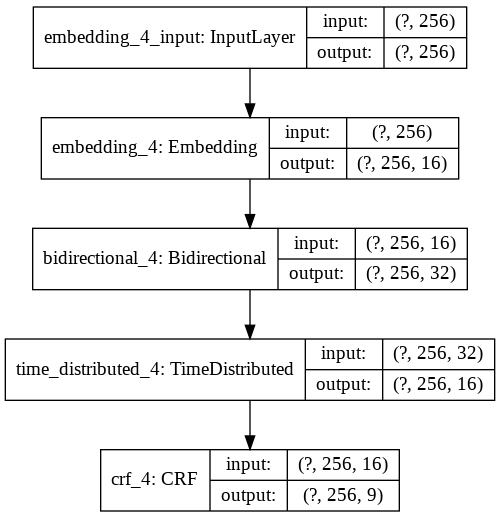 embedding_4_input: InputLayer
input: (?, 256)
output: (?, 256)
embedding_4: Embedding
input: (?, 256)
output: (?, 256, 16)
bidirectional_4: Bidirectional
input: (?, 256, 16)
output: (?, 256, 32)
time_distributed_4: TimeDistributed
input: (?, 256, 32)
output: (?, 256, 16)
crf_4: CRF
input: (?, 256, 16)
output: (?, 256, 9)